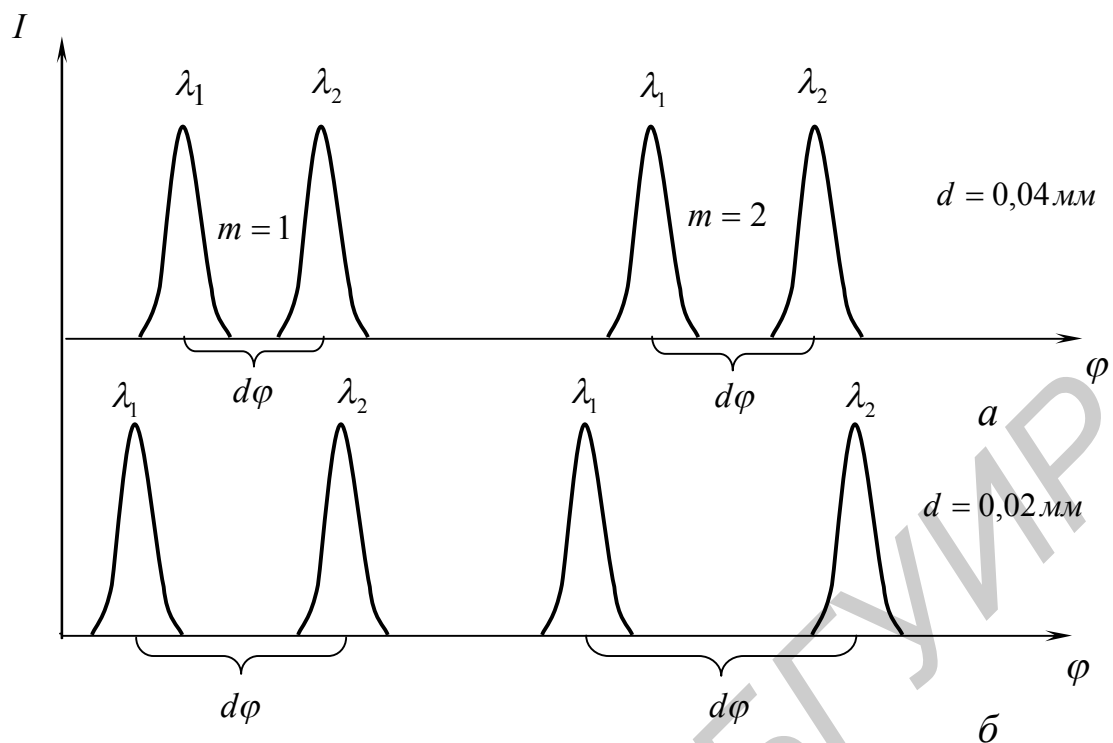 I
λ₁ λ₂ λ₁ λ₂
d = 0,04 мм
m = 1 m = 2
φ
dφ dφ
а
λ₁ λ₂ λ₁ λ₂
d = 0,02 мм
φ
dφ dφ
б
БГУИР